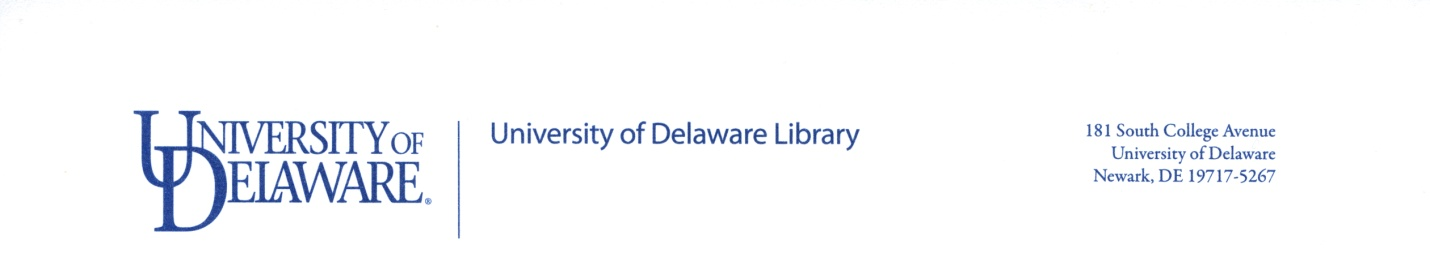 UNIVERSITY OF
DELAWARE®
University of Delaware Library
181 South College Avenue
University of Delaware
Newark, DE 19717-5267